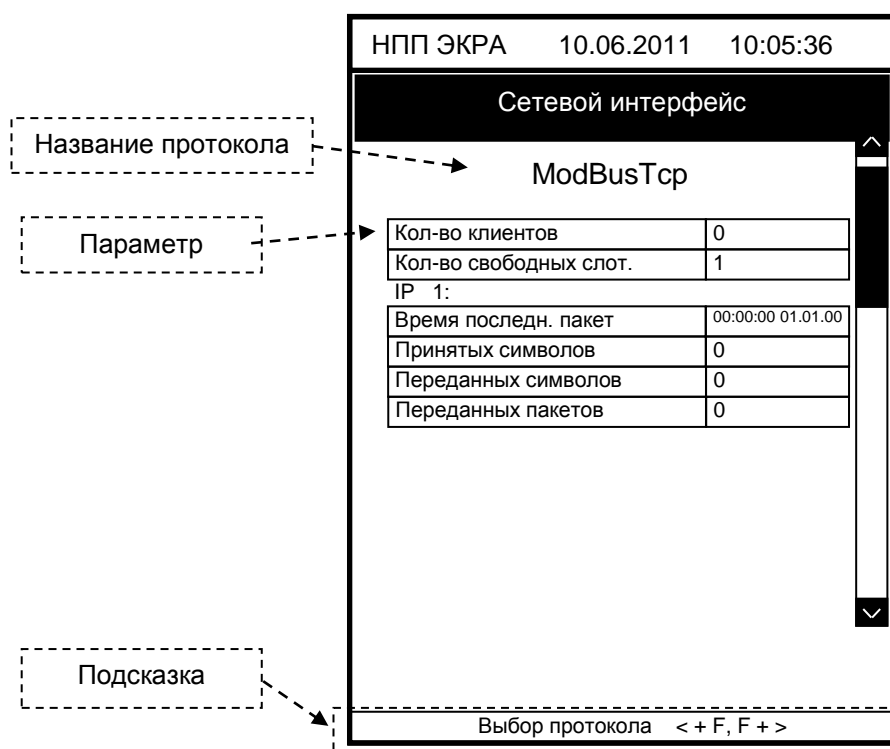 НПП ЭКРА 10.06.2011 10:05:36
Сетевой интерфейс
Название протокола
ModBusTcp
Параметр
Кол-во клиентов 0
Кол-во свободных слот. 1
IP 1:
Время последн. пакет 00:00:00 01.01.00
Принятых символов 0
Переданных символов 0
Переданных пакетов 0
Подсказка
Выбор протокола < + F, F + >